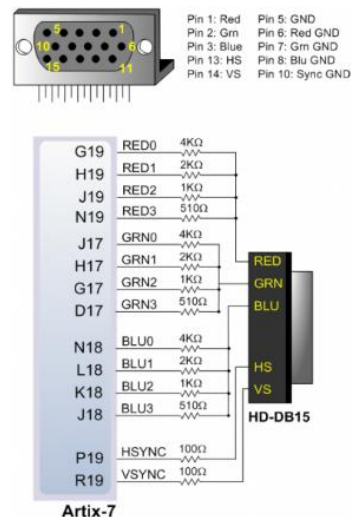 5 1
10 6
15 11
Pin 1: Red Pin 5: GND
Pin 2: Grn Pin 6: Red GND
Pin 3: Blue Pin 7: Grn GND
Pin 13: HS Pin 8: Blu GND
Pin 14: VS Pin 10: Sync GND
G19 RED0 4KΩ
H19 RED1 2KΩ
J19 RED2 1KΩ
N19 RED3 510Ω
J17 GRN0 4KΩ
H17 GRN1 2KΩ
G17 GRN2 1KΩ
D17 GRN3 510Ω
N18 BLU0 4KΩ
L18 BLU1 2KΩ
K18 BLU2 1KΩ
J18 BLU3 510Ω
P19 HSYNC 100Ω
R19 VSYNC 100Ω
Artix-7
RED
GRN
BLU
HS
VS
HD-DB15